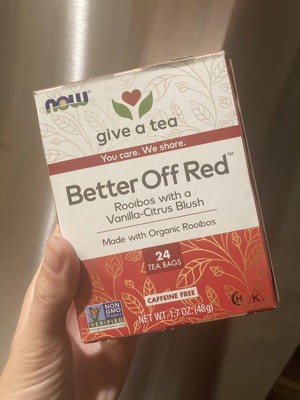 NOW
give a tea
You care. We share.
Better Off Red™
Rooibos with a
Vanilla-Citrus Blush
Made with Organic Rooibos
24
TEA BAGS
CAFFEINE FREE
NON
GMO
Project
VERIFIED
NET WT. 1.7 OZ. (48g)